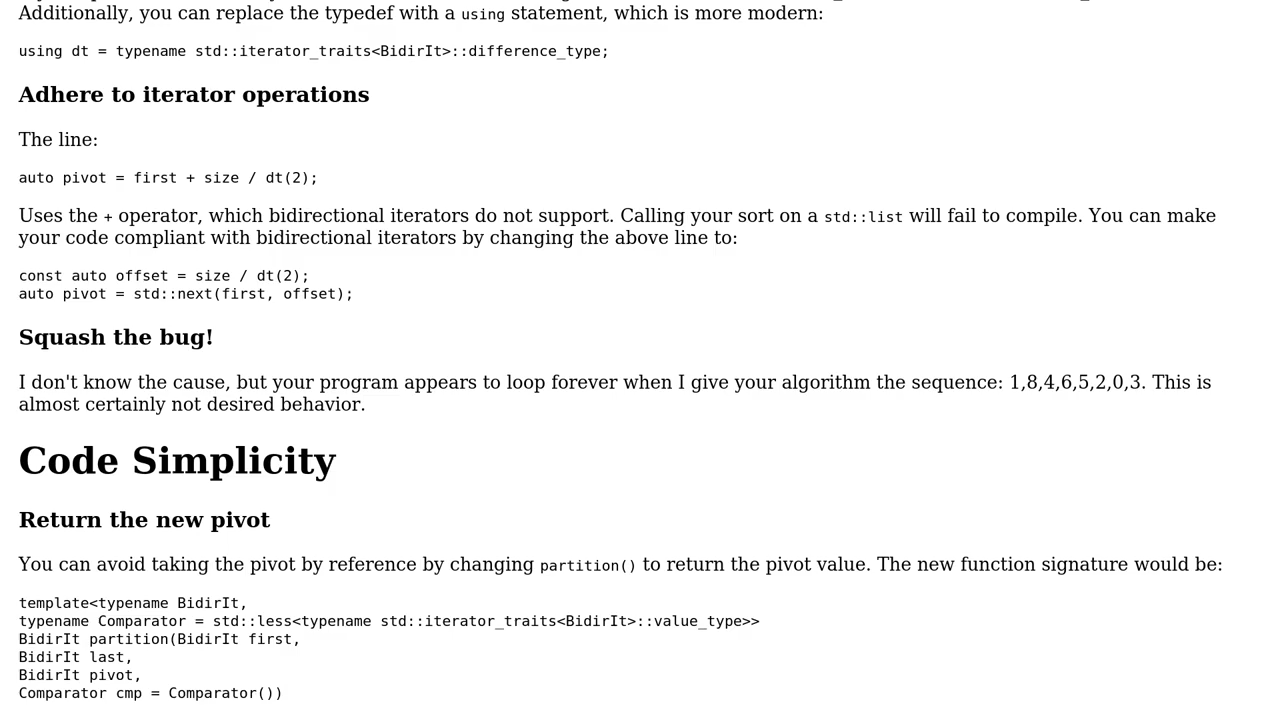 Additionally, you can replace the typedef with a using statement, which is more modern:
using dt = typename std::iterator_traits<BidirIt>::difference_type;
Adhere to iterator operations
The line:
auto pivot = first + size / dt(2);
Uses the + operator, which bidirectional iterators do not support. Calling your sort on a std::list will fail to compile. You can make
your code compliant with bidirectional iterators by changing the above line to:
const auto offset = size / dt(2);
auto pivot = std::next(first, offset);
Squash the bug!
I don't know the cause, but your program appears to loop forever when I give your algorithm the sequence: 1,8,4,6,5,2,0,3. This is
almost certainly not desired behavior.
Code Simplicity
Return the new pivot
You can avoid taking the pivot by reference by changing partition() to return the pivot value. The new function signature would be:
template<typename BidirIt,
typename Comparator = std::less<typename std::iterator_traits<BidirIt>::value_type>>
BidirIt partition(BidirIt first,
BidirIt last,
BidirIt pivot,
Comparator cmp = Comparator())